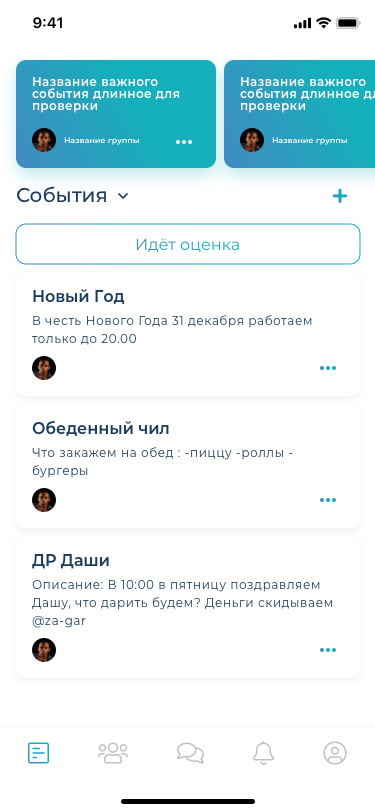 9:41
Название важного
события длинное для
проверки
Название группы
Название важного
события длинное
проверки
Название группы
События
Идёт оценка
Новый Год
В честь Нового Года 31 декабря работаем
только до 20.00
Обеденный чил
Что закажем на обед : -пиццу -роллы -
бургеры
ДР Даши
Описание: В 10:00 в пятницу поздравляем
Дашу, что дарить будем? Деньги скидываем
@za-gar